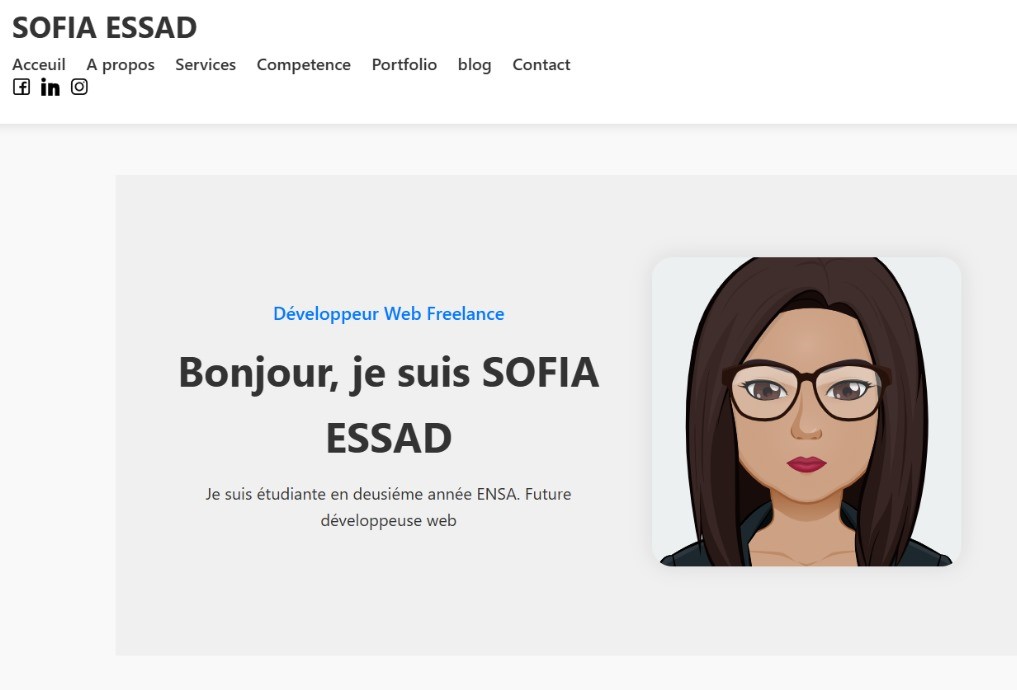 SOFIA ESSAD
Acceuil A propos Services Competence Portfolio blog Contact
in
Développeur Web Freelance
Bonjour, je suis SOFIA
ESSAD
Je suis étudiante en deusiéme année ENSA. Future
développeuse web